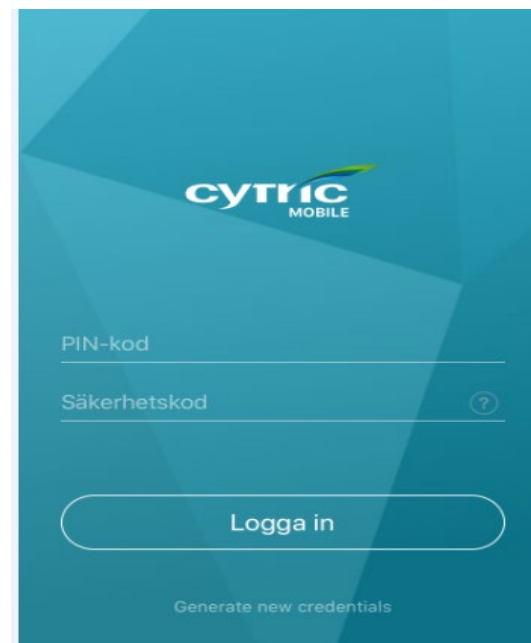 cytric
MOBILE
PIN-kod
Säkerhetskod
?
Logga in
Generate new credentials